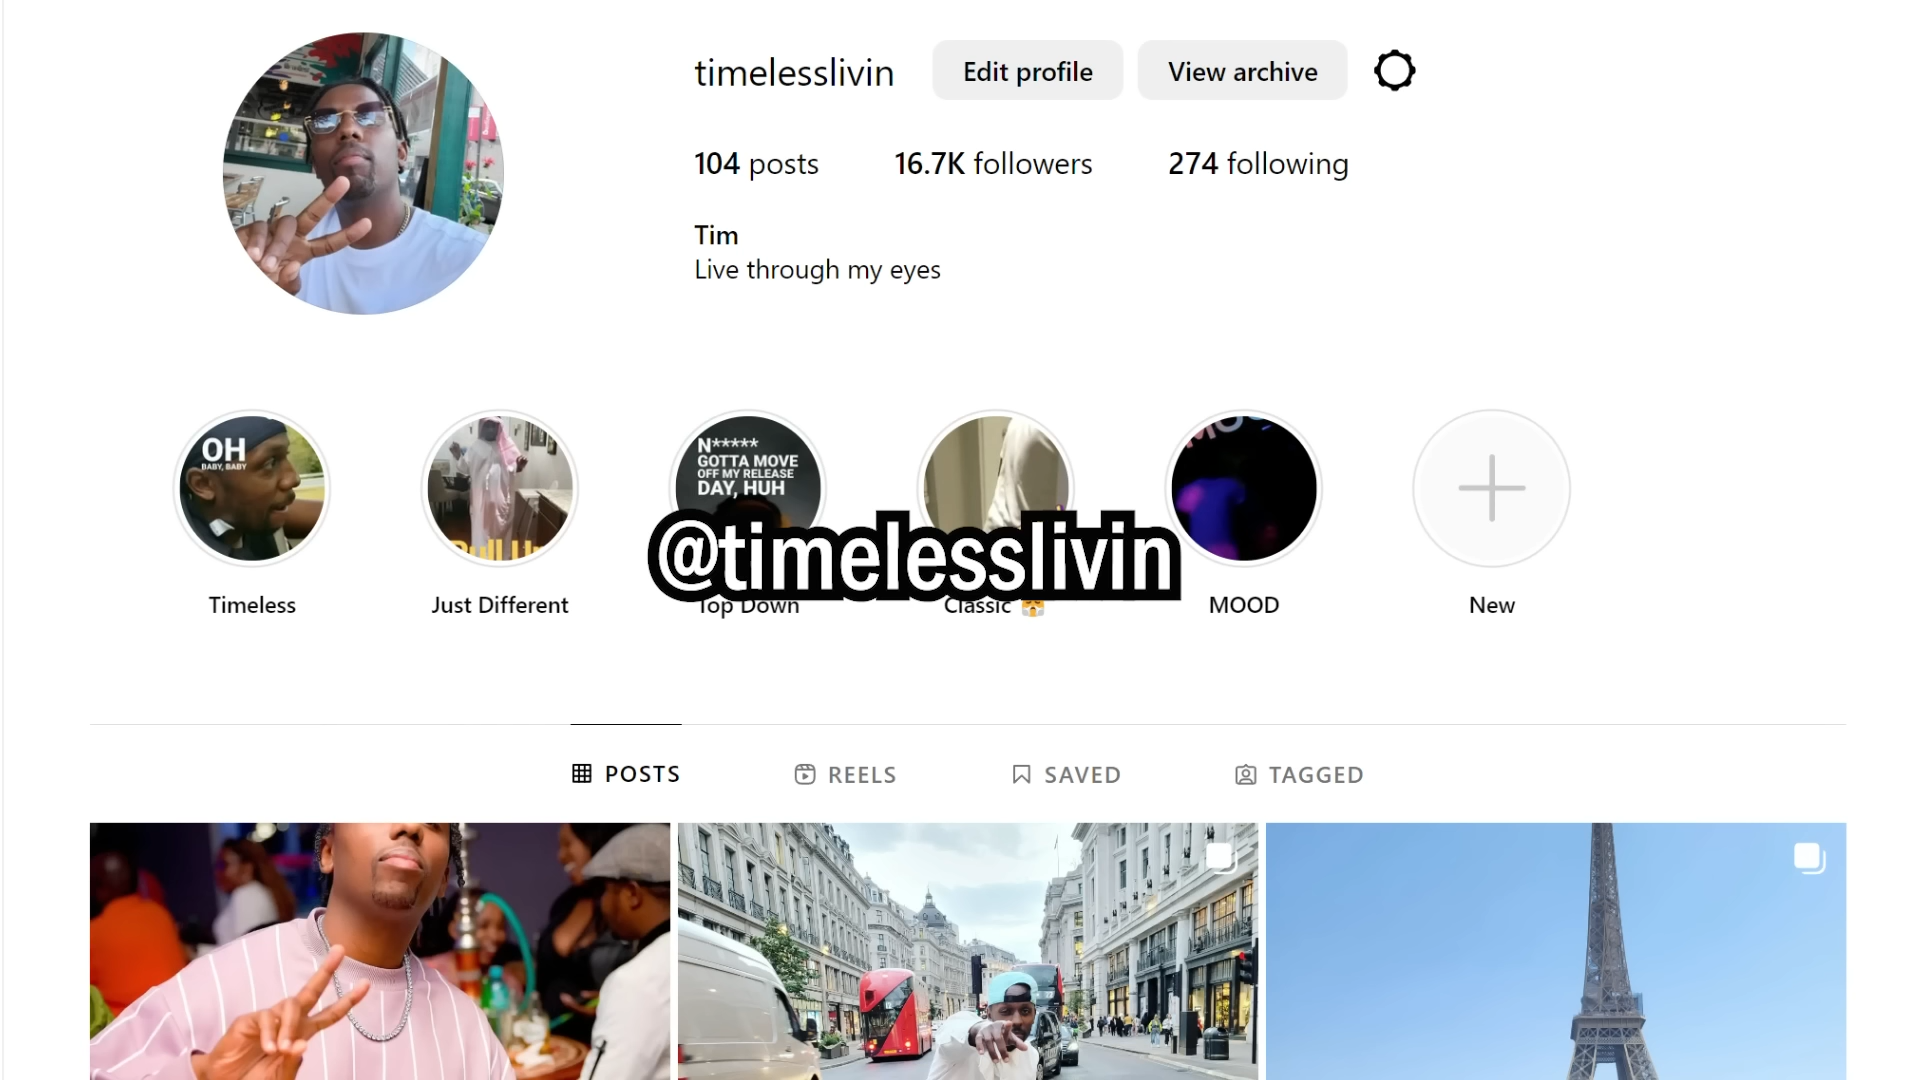 timelesslivin
Edit profile
View archive
104 posts
16.7K followers
274 following
Tim
Live through my eyes
OH
BABY, BABY
N*****
GOTTA MOVE
OFF MY RELEASE
DAY, HUH
@timelesslivin
Timeless
Just Different
Top Down
Classic 😤
MOOD
New
POSTS
REELS
SAVED
TAGGED